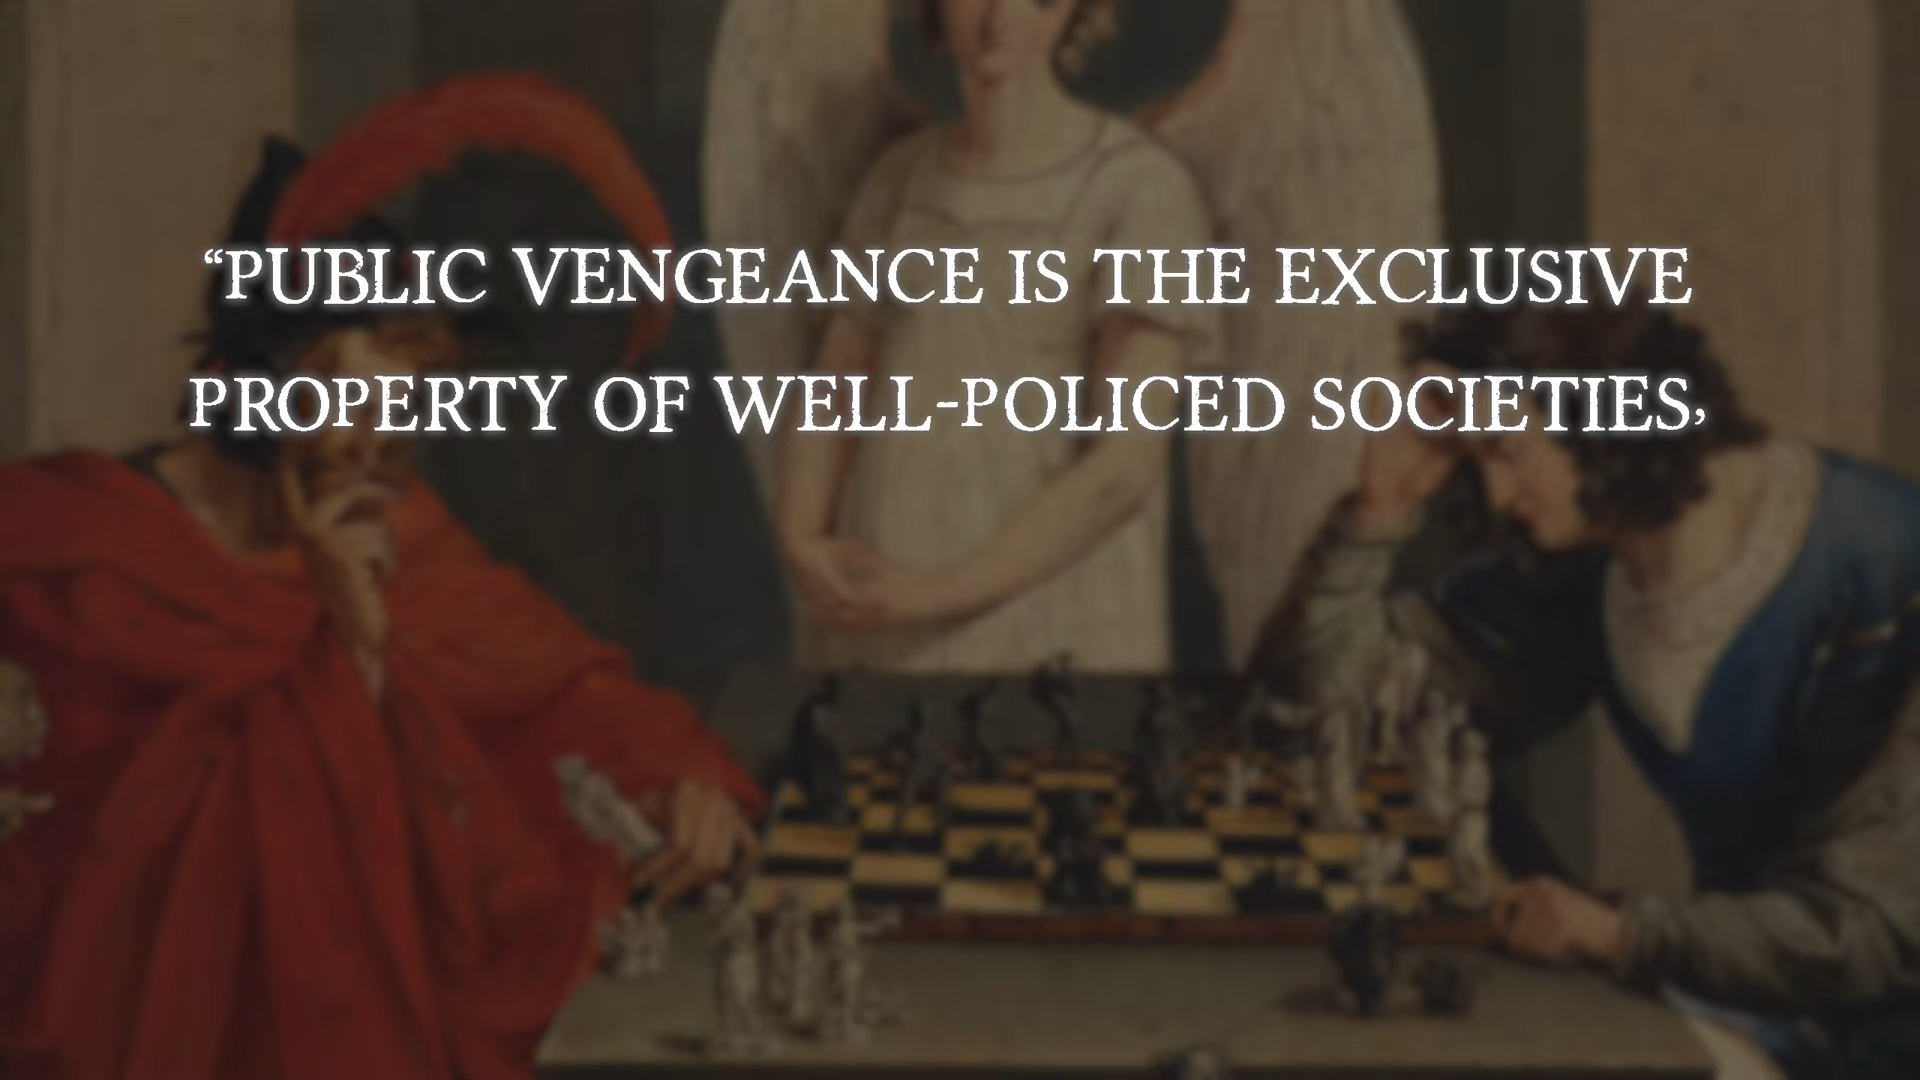 “PUBLIC VENGEANCE IS THE EXCLUSIVE
PROPERTY OF WELL-POLICED SOCIETIES,